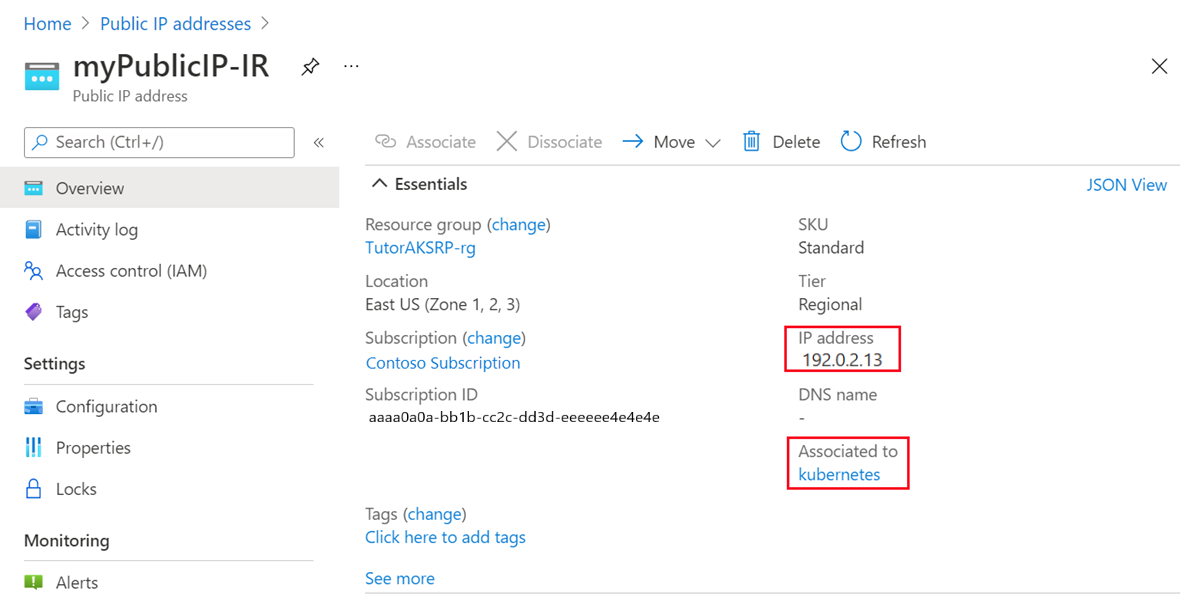 Home > Public IP addresses >
myPublicIP-IR
...
Public IP address
Search (Ctrl+/)
«
Overview
Activity log
Access control (IAM)
Tags
Settings
Configuration
Properties
Locks
Monitoring
Alerts
Associate Dissociate Move Delete Refresh
Essentials
JSON View
Resource group (change)
TutorAKSRP-rg
Location
East US (Zone 1, 2, 3)
Subscription (change)
Contoso Subscription
Subscription ID
aaaa0a0a-bb1b-cc2c-dd3d-eeeeee4e4e4e
SKU
Standard
Tier
Regional
IP address
192.0.2.13
DNS name
-
Associated to
kubernetes
Tags (change)
Click here to add tags
See more